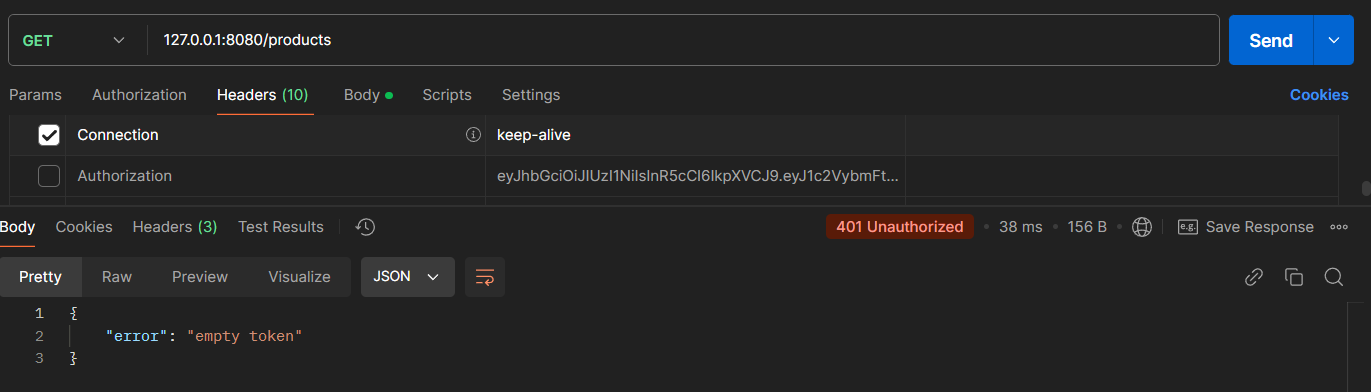 GET 127.0.0.1:8080/products Send
Params Authorization Headers (10) Body Scripts Settings Cookies
Connection keep-alive
Authorization eyJhbGciOiJIUzI1NiIsInR5cCI6IkpXVCJ9.eyJ1c2VybmFt...
Body Cookies Headers (3) Test Results 401 Unauthorized 38 ms 156 B e.g. Save Response
Pretty Raw Preview Visualize JSON
1 {
2 "error": "empty token"
3 }